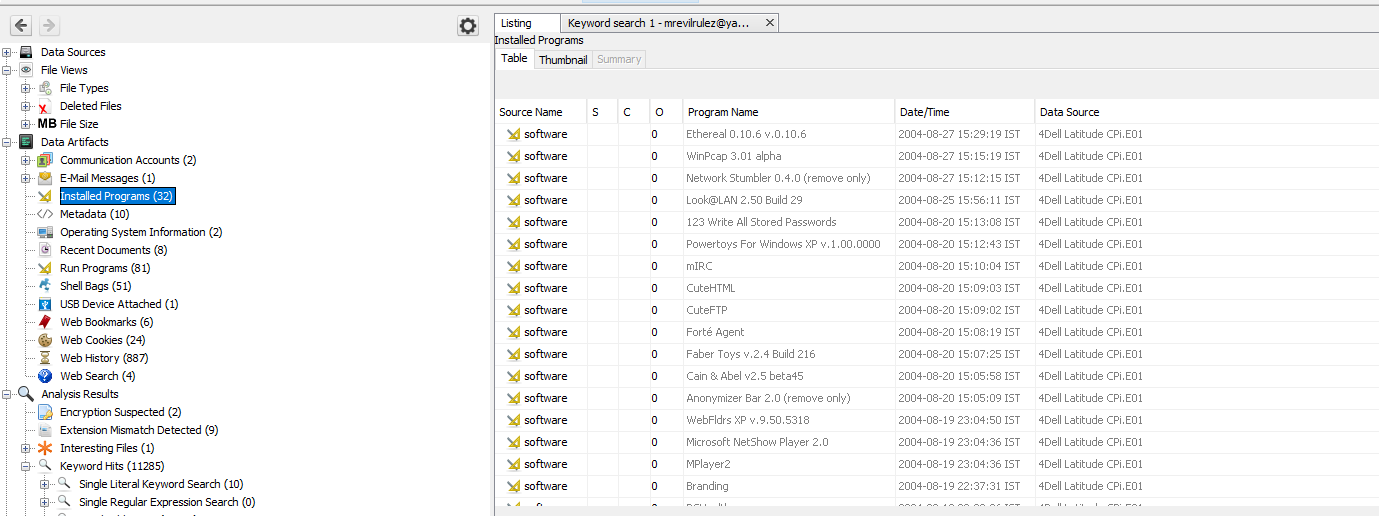 Listing Keyword search 1 - mrevilrulez@ya...
Installed Programs
Table Thumbnail Summary
Data Sources
File Views
File Types
Deleted Files
MB File Size
Data Artifacts
Communication Accounts (2)
E-Mail Messages (1)
Installed Programs (32)
Metadata (10)
Operating System Information (2)
Recent Documents (8)
Run Programs (81)
Shell Bags (51)
USB Device Attached (1)
Web Bookmarks (6)
Web Cookies (24)
Web History (887)
Web Search (4)
Analysis Results
Encryption Suspected (2)
Extension Mismatch Detected (9)
Interesting Files (1)
Keyword Hits (11285)
Single Literal Keyword Search (10)
Single Regular Expression Search (0)
Source Name S C O Program Name Date/Time Data Source
software 0 Ethereal 0.10.6 v.0.10.6 2004-08-27 15:29:19 IST 4Dell Latitude CPi.E01
software 0 WinPcap 3.01 alpha 2004-08-27 15:15:19 IST 4Dell Latitude CPi.E01
software 0 Network Stumbler 0.4.0 (remove only) 2004-08-27 15:12:15 IST 4Dell Latitude CPi.E01
software 0 Look@LAN 2.50 Build 29 2004-08-25 15:56:11 IST 4Dell Latitude CPi.E01
software 0 123 Write All Stored Passwords 2004-08-20 15:13:08 IST 4Dell Latitude CPi.E01
software 0 Powertoys For Windows XP v.1.00.0000 2004-08-20 15:12:43 IST 4Dell Latitude CPi.E01
software 0 mIRC 2004-08-20 15:10:04 IST 4Dell Latitude CPi.E01
software 0 CuteHTML 2004-08-20 15:09:03 IST 4Dell Latitude CPi.E01
software 0 CuteFTP 2004-08-20 15:09:02 IST 4Dell Latitude CPi.E01
software 0 Forté Agent 2004-08-20 15:08:19 IST 4Dell Latitude CPi.E01
software 0 Faber Toys v.2.4 Build 216 2004-08-20 15:07:25 IST 4Dell Latitude CPi.E01
software 0 Cain & Abel v2.5 beta45 2004-08-20 15:05:58 IST 4Dell Latitude CPi.E01
software 0 Anonymizer Bar 2.0 (remove only) 2004-08-20 15:05:09 IST 4Dell Latitude CPi.E01
software 0 WebFldrs XP v.9.50.5318 2004-08-19 23:04:50 IST 4Dell Latitude CPi.E01
software 0 Microsoft NetShow Player 2.0 2004-08-19 23:04:36 IST 4Dell Latitude CPi.E01
software 0 MPlayer2 2004-08-19 23:04:36 IST 4Dell Latitude CPi.E01
software 0 Branding 2004-08-19 22:37:31 IST 4Dell Latitude CPi.E01